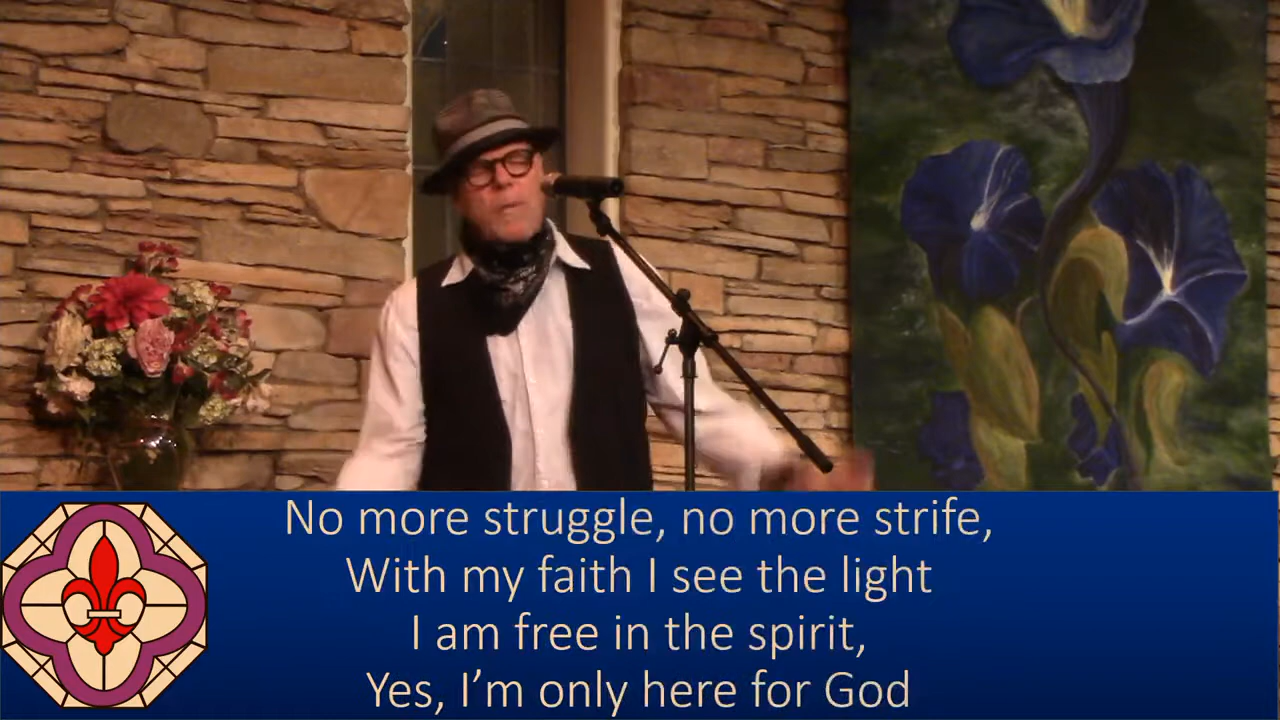 No more struggle, no more strife,
With my faith I see the light
I am free in the spirit,
Yes, I’m only here for God